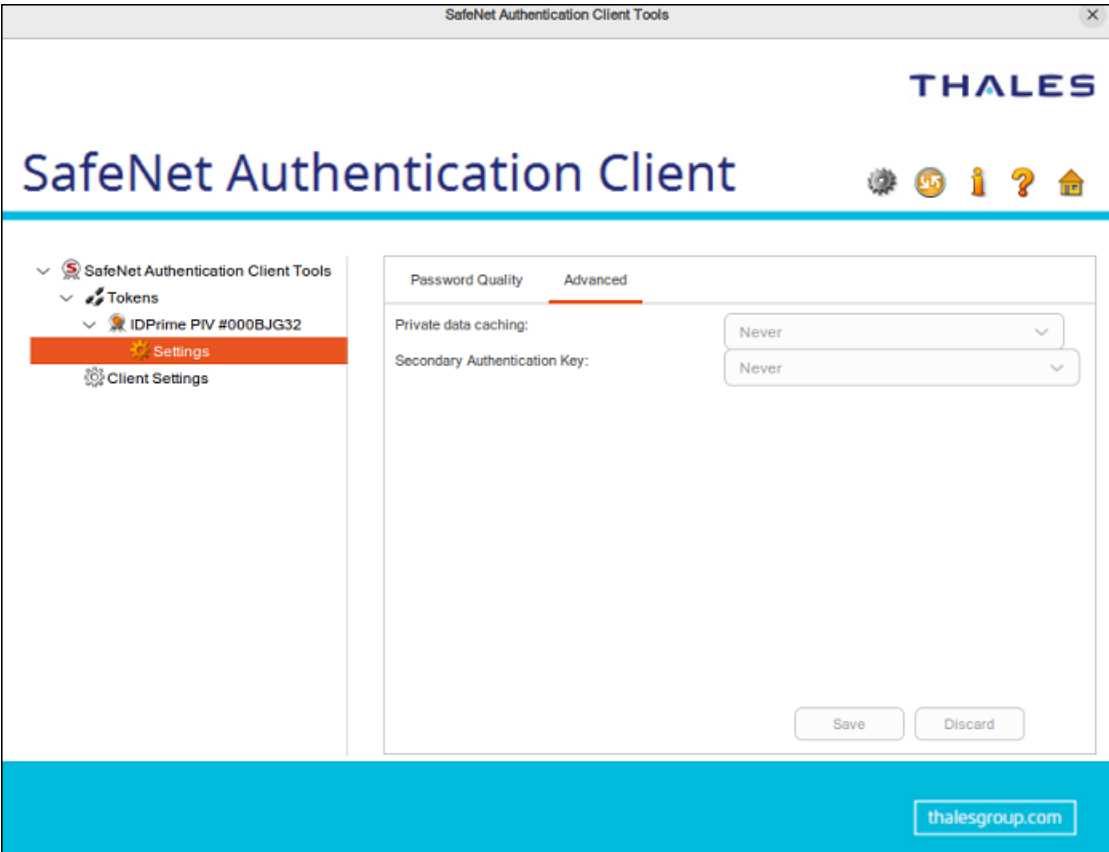 SafeNet Authentication Client Tools
THALES
SafeNet Authentication Client
SafeNet Authentication Client Tools
Tokens
IDPrime PIV #000BJG32
Settings
Client Settings
Password Quality Advanced
Private data caching: Never
Secondary Authentication Key: Never
Save Discard
thalesgroup.com